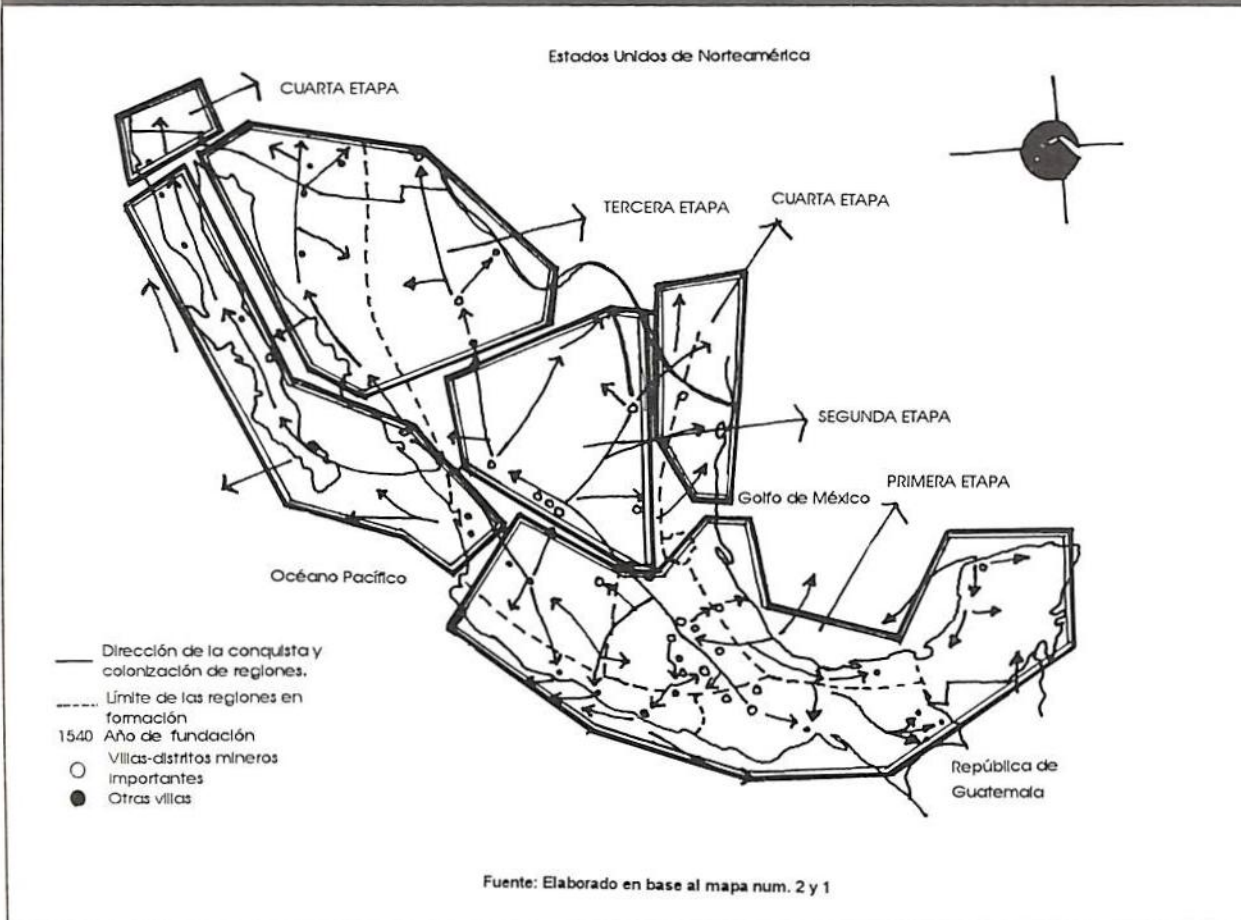 Estados Unidos de Norteamérica
CUARTA ETAPA
TERCERA ETAPA
CUARTA ETAPA
SEGUNDA ETAPA
PRIMERA ETAPA
Golfo de México
Océano Pacífico
Dirección de la conquista y
colonización de regiones.
Límite de las regiones en
formación
1540 Año de fundación
Villas-distritos mineros
importantes
Otras villas
República de
Guatemala
Fuente: Elaborado en base al mapa num. 2 y 1